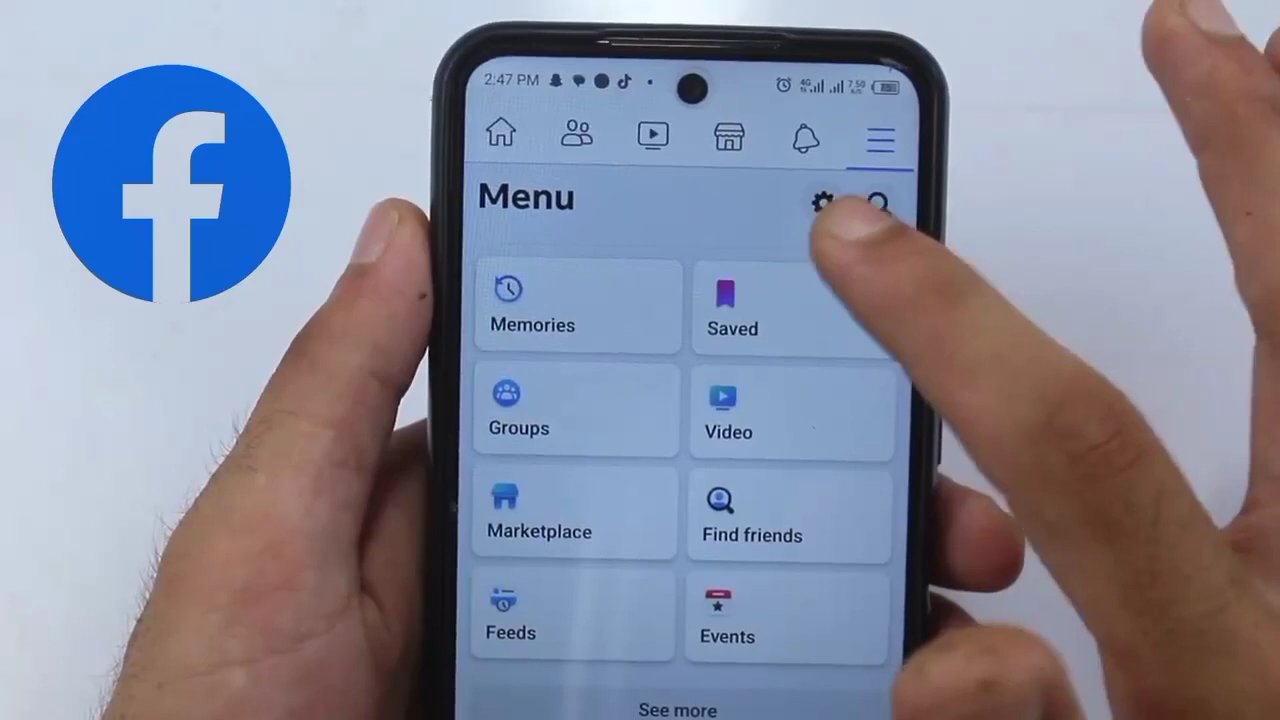 2:47 PM
Menu
Memories
Saved
Groups
Video
Marketplace
Find friends
Feeds
Events
See more